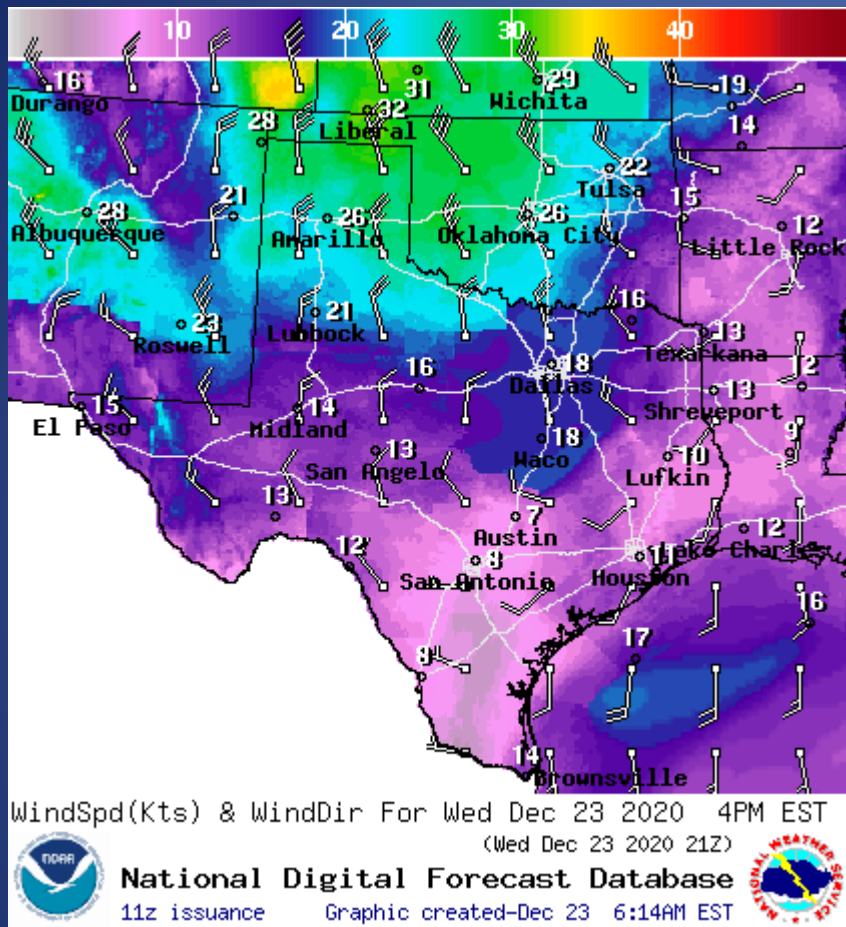 10 20 30 40
16 31 29
Durango Wichita
19
32
28 Liberal
14
22
Tulsa
28 21 26 26 15
12
Albuquerque Amarillo Oklahoma City
Little Rock
23 21 16
Roswell Lubbock
13
Texarkana
16 18 12
Dallas
15 14 13
El Paso Midland Shreveport
13 18 9
San Angelo Waco 10
Lufkin
13 7 12
Austin
12 8 11 Lake Charles
San Antonio Houston
16
17
8
14
Brownsville
WindSpd(Kts) & WindDir For Wed Dec 23 2020 4PM EST
(Wed Dec 23 2020 21Z)
NOAA
National Digital Forecast Database
11z issuance Graphic created-Dec 23 6:14AM EST
NATIONAL WEATHER SERVICE